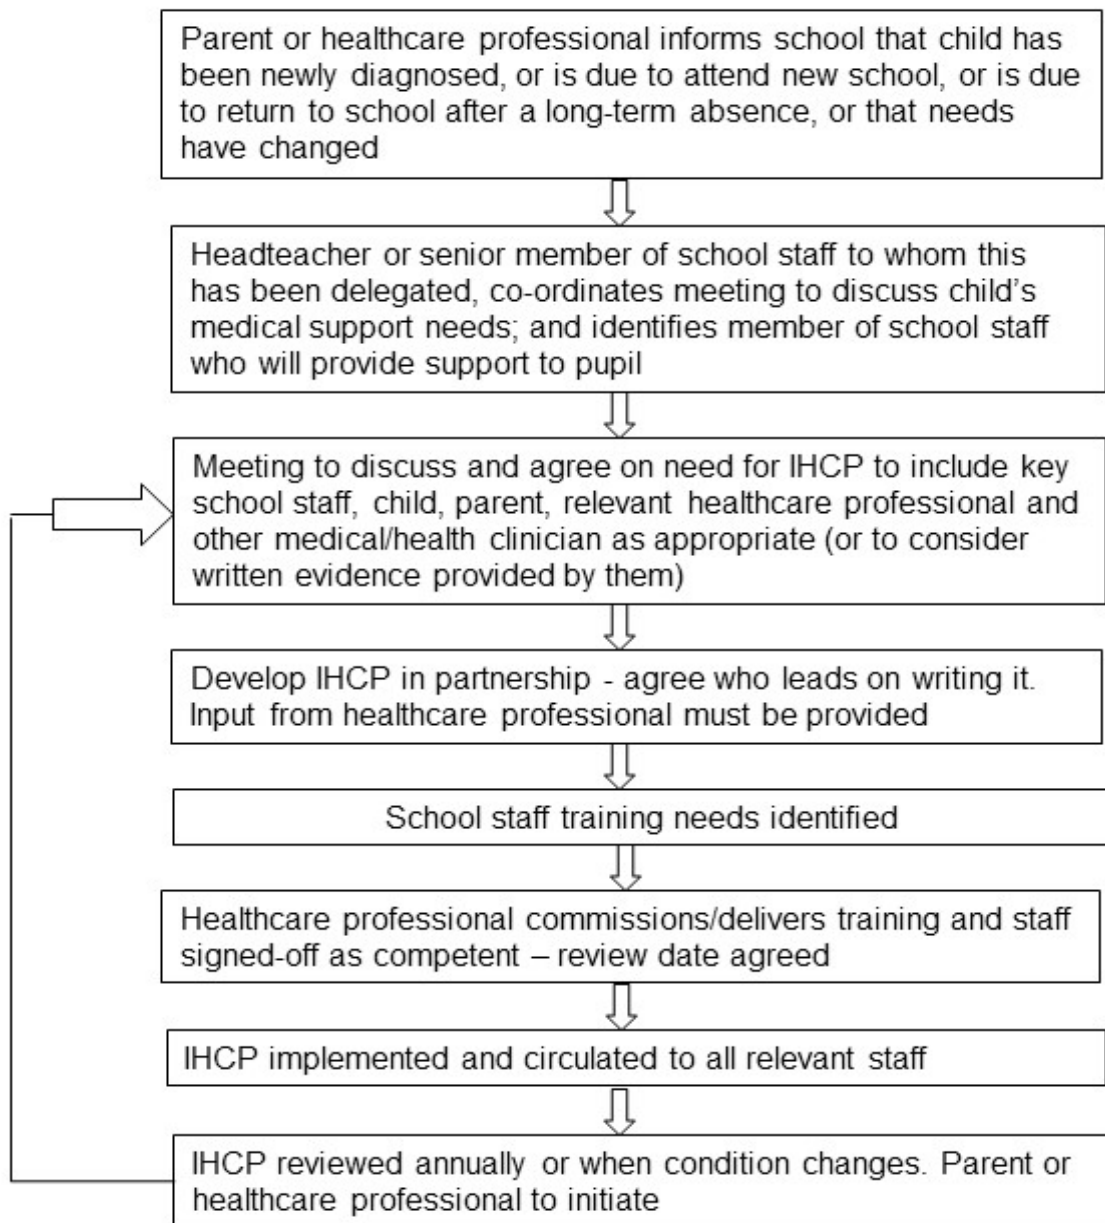 Parent or healthcare professional informs school that child has
been newly diagnosed, or is due to attend new school, or is due
to return to school after a long-term absence, or that needs
have changed
Headteacher or senior member of school staff to whom this
has been delegated, co-ordinates meeting to discuss child’s
medical support needs; and identifies member of school staff
who will provide support to pupil
Meeting to discuss and agree on need for IHCP to include key
school staff, child, parent, relevant healthcare professional and
other medical/health clinician as appropriate (or to consider
written evidence provided by them)
Develop IHCP in partnership - agree who leads on writing it.
Input from healthcare professional must be provided
School staff training needs identified
Healthcare professional commissions/delivers training and staff
signed-off as competent – review date agreed
IHCP implemented and circulated to all relevant staff
IHCP reviewed annually or when condition changes. Parent or
healthcare professional to initiate